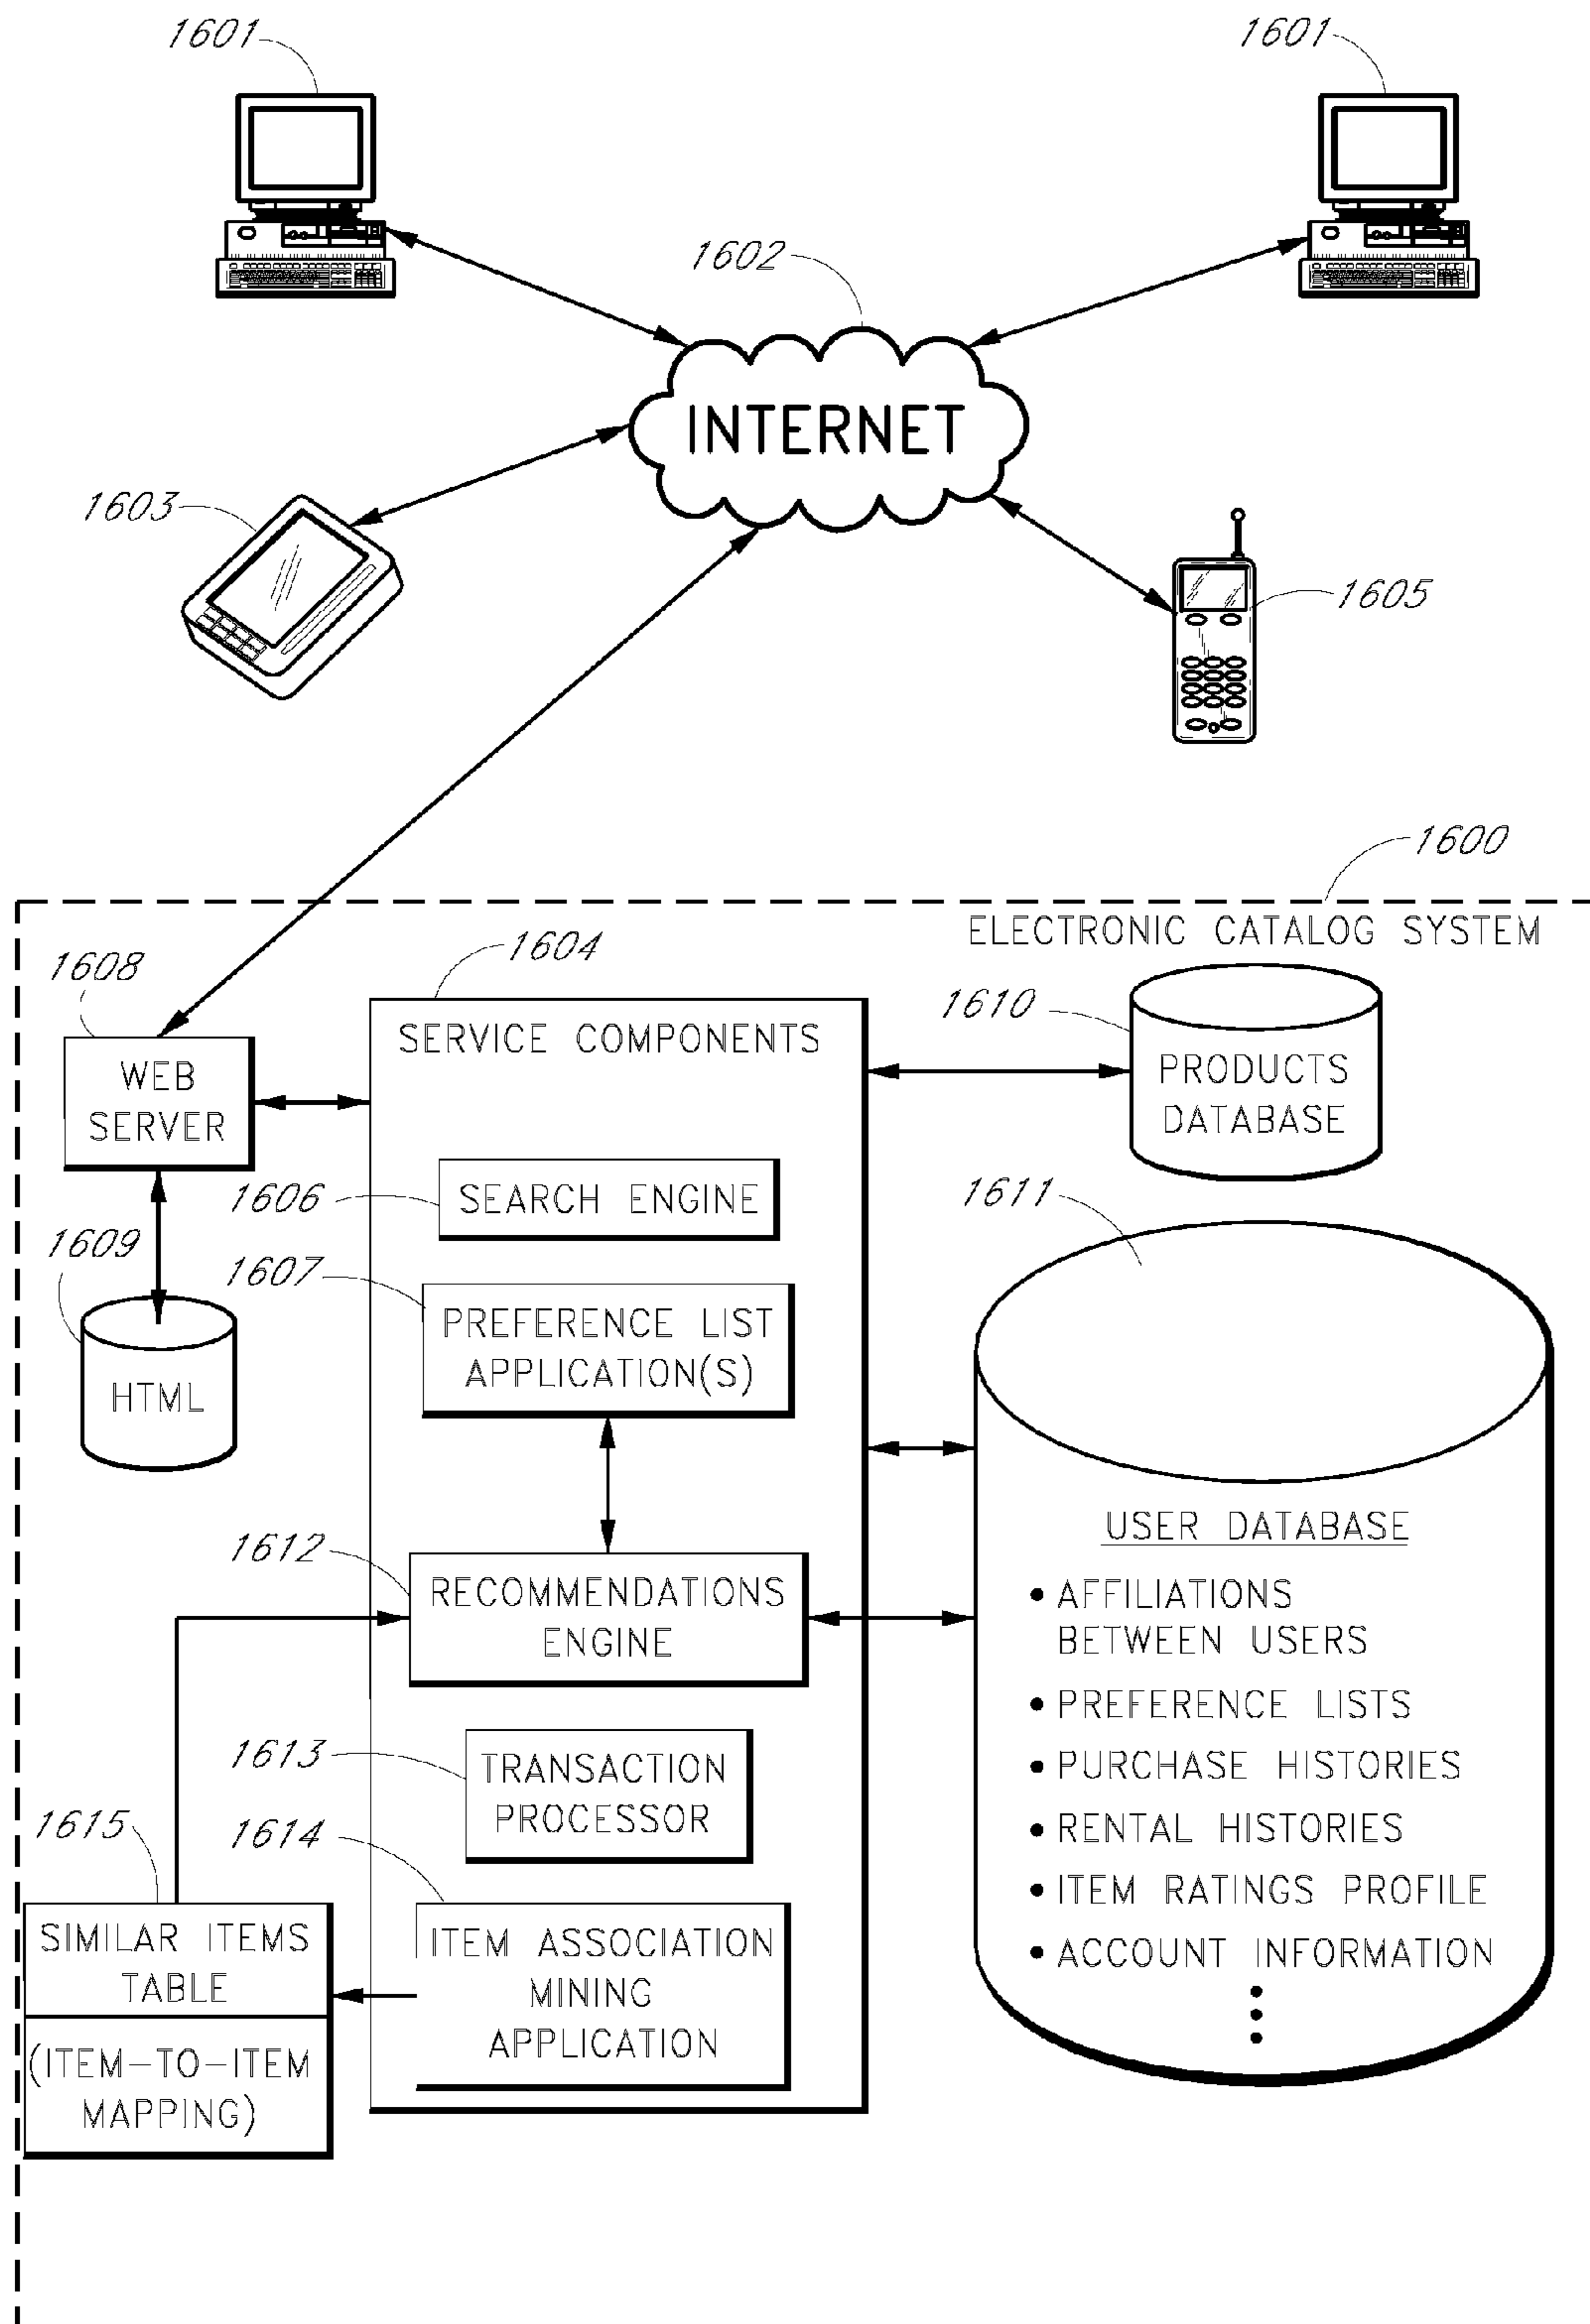 1601
1601
1602
INTERNET
1603
1605
1600
ELECTRONIC CATALOG SYSTEM
1604
1608
1610
SERVICE COMPONENTS
WEB
SERVER
PRODUCTS
DATABASE
1606
SEARCH ENGINE
1611
1609
1607
PREFERENCE LIST
APPLICATION(S)
HTML
USER DATABASE
1612
RECOMMENDATIONS
ENGINE
• AFFILIATIONS
BETWEEN USERS
• PREFERENCE LISTS
• PURCHASE HISTORIES
• RENTAL HISTORIES
• ITEM RATINGS PROFILE
• ACCOUNT INFORMATION
1613
TRANSACTION
PROCESSOR
1615
1614
SIMILAR ITEMS
TABLE
(ITEM-TO-ITEM
MAPPING)
ITEM ASSOCIATION
MINING
APPLICATION